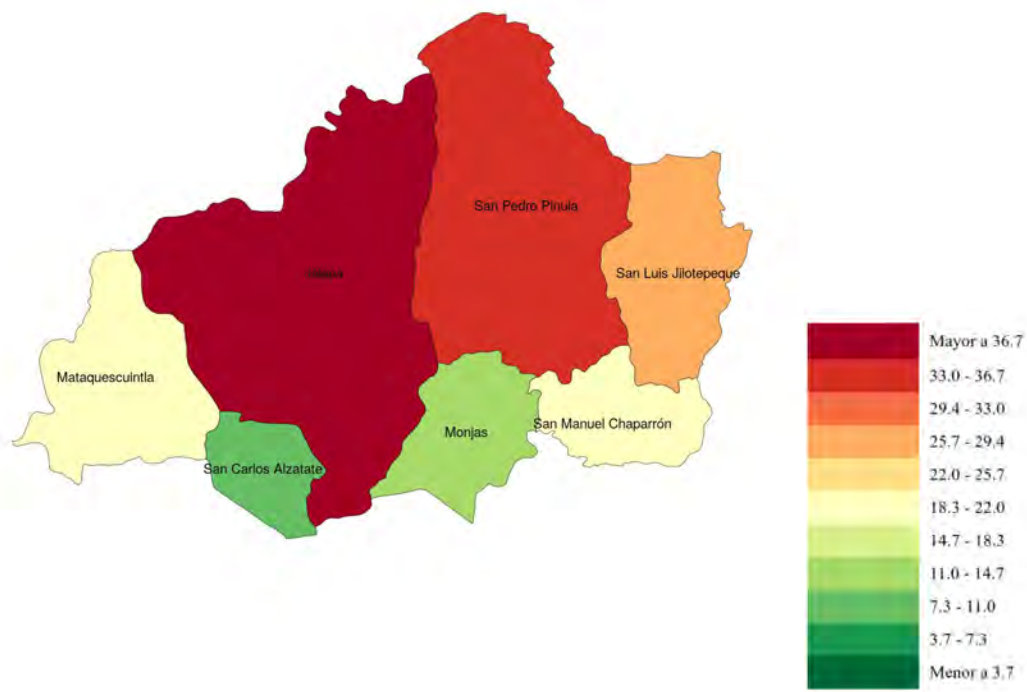 San Pedro Pinula
San Luis Jilotepeque
Mataquescuintla
San Manuel Chaparrón
Monjas
San Carlos Alzatate
Mayor a 36.7
33.0 - 36.7
29.4 - 33.0
25.7 - 29.4
22.0 - 25.7
18.3 - 22.0
14.7 - 18.3
11.0 - 14.7
7.3 - 11.0
3.7 - 7.3
Menor a 3.7